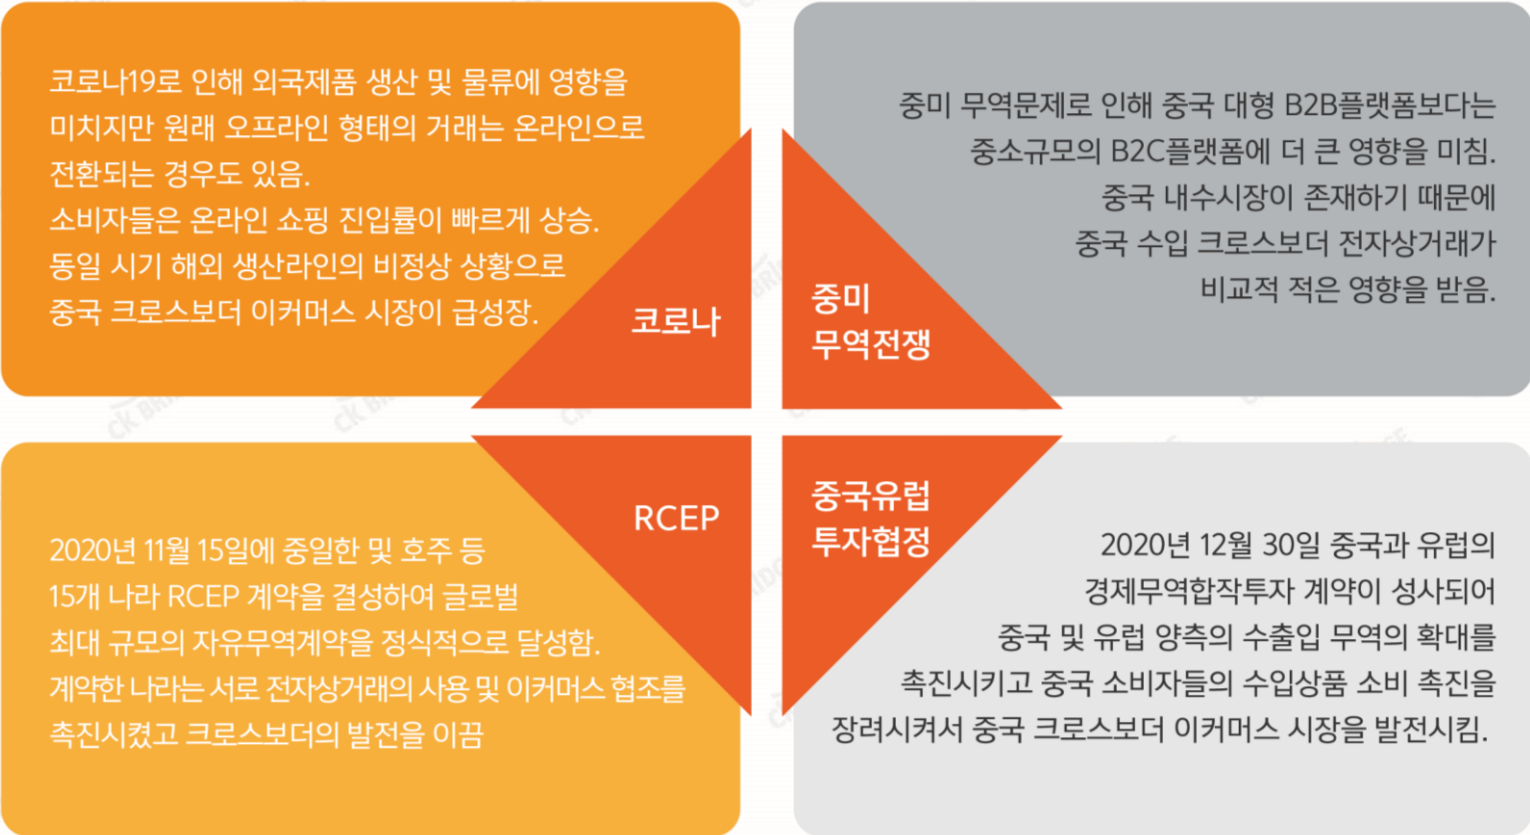 코로나19로 인해 외국제품 생산 및 물류에 영향을
미치지만 원래 오프라인 형태의 거래는 온라인으로
전환되는 경우도 있음.
소비자들은 온라인 쇼핑 진입률이 빠르게 상승.
동일 시기 해외 생산라인의 비정상 상황으로
중국 크로스보더 이커머스 시장이 급성장.
코로나
중미 무역문제로 인해 중국 대형 B2B플랫폼보다는
중소규모의 B2C플랫폼에 더 큰 영향을 미침.
중국 내수시장이 존재하기 때문에
중국 수입 크로스보더 전자상거래가
비교적 적은 영향을 받음.
중미
무역전쟁
RCEP
2020년 11월 15일에 중일한 및 호주 등
15개 나라 RCEP 계약을 결성하여 글로벌
최대 규모의 자유무역계약을 정식적으로 달성함.
계약한 나라는 서로 전자상거래의 사용 및 이커머스 협조를
촉진시켰고 크로스보더의 발전을 이끔
중국유럽
투자협정
2020년 12월 30일 중국과 유럽의
경제무역합작투자 계약이 성사되어
중국 및 유럽 양측의 수출입 무역의 확대를
촉진시키고 중국 소비자들의 수입상품 소비 촉진을
장려시켜서 중국 크로스보더 이커머스 시장을 발전시킴.